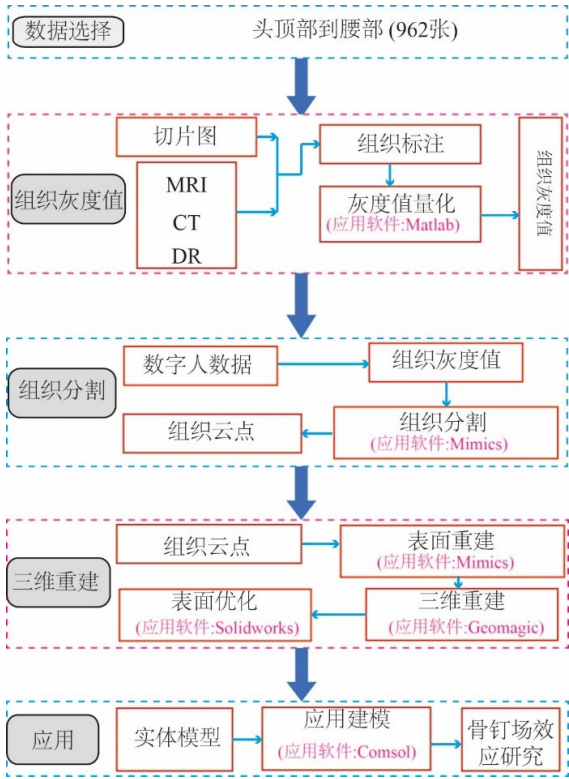 数据选择
头顶部到腰部 (962张)
组织灰度值
切片图
MRI
CT
DR
组织标注
灰度值量化
(应用软件:Matlab)
组织灰度值
组织分割
数字人数据
组织灰度值
组织云点
组织分割
(应用软件:Mimics)
三维重建
组织云点
表面重建
(应用软件:Mimics)
表面优化
(应用软件:Solidworks)
三维重建
(应用软件:Geomagic)
应用
实体模型
应用建模
(应用软件:Comsol)
骨钉场效
应研究